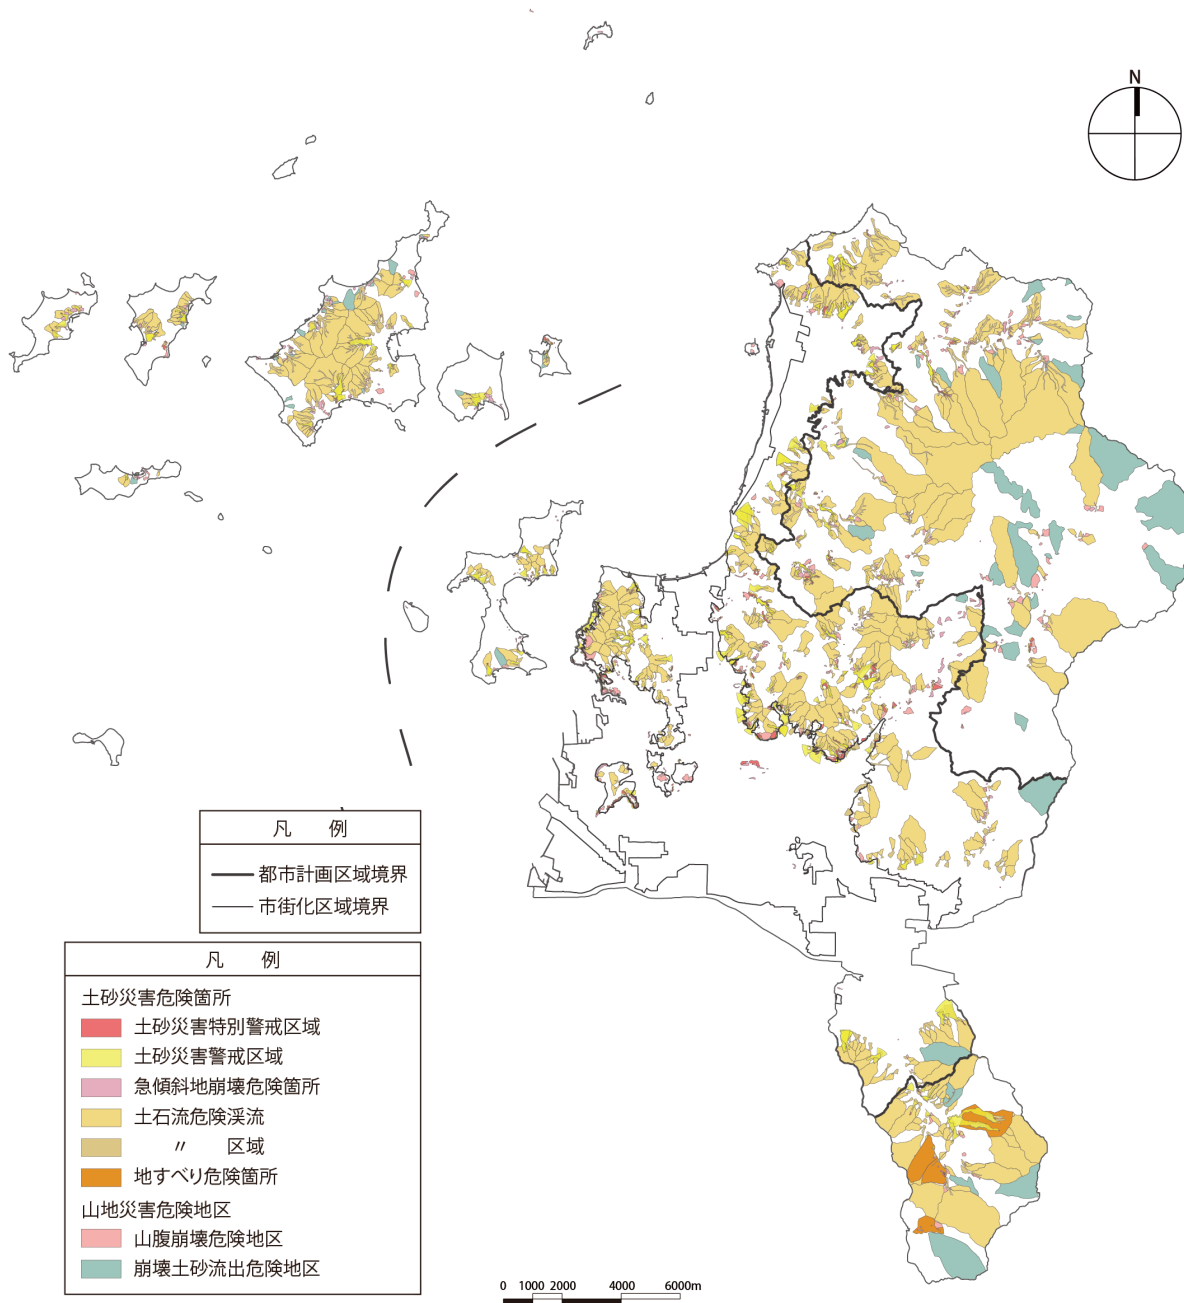 N
凡　例
都市計画区域境界
市街化区域境界
凡　例
土砂災害危険箇所
土砂災害特別警戒区域
土砂災害警戒区域
急傾斜地崩壊危険箇所
土石流危険渓流
〃　区域
地すべり危険箇所
山地災害危険地区
山腹崩壊危険地区
崩壊土砂流出危険地区
0 1000 2000 4000 6000m